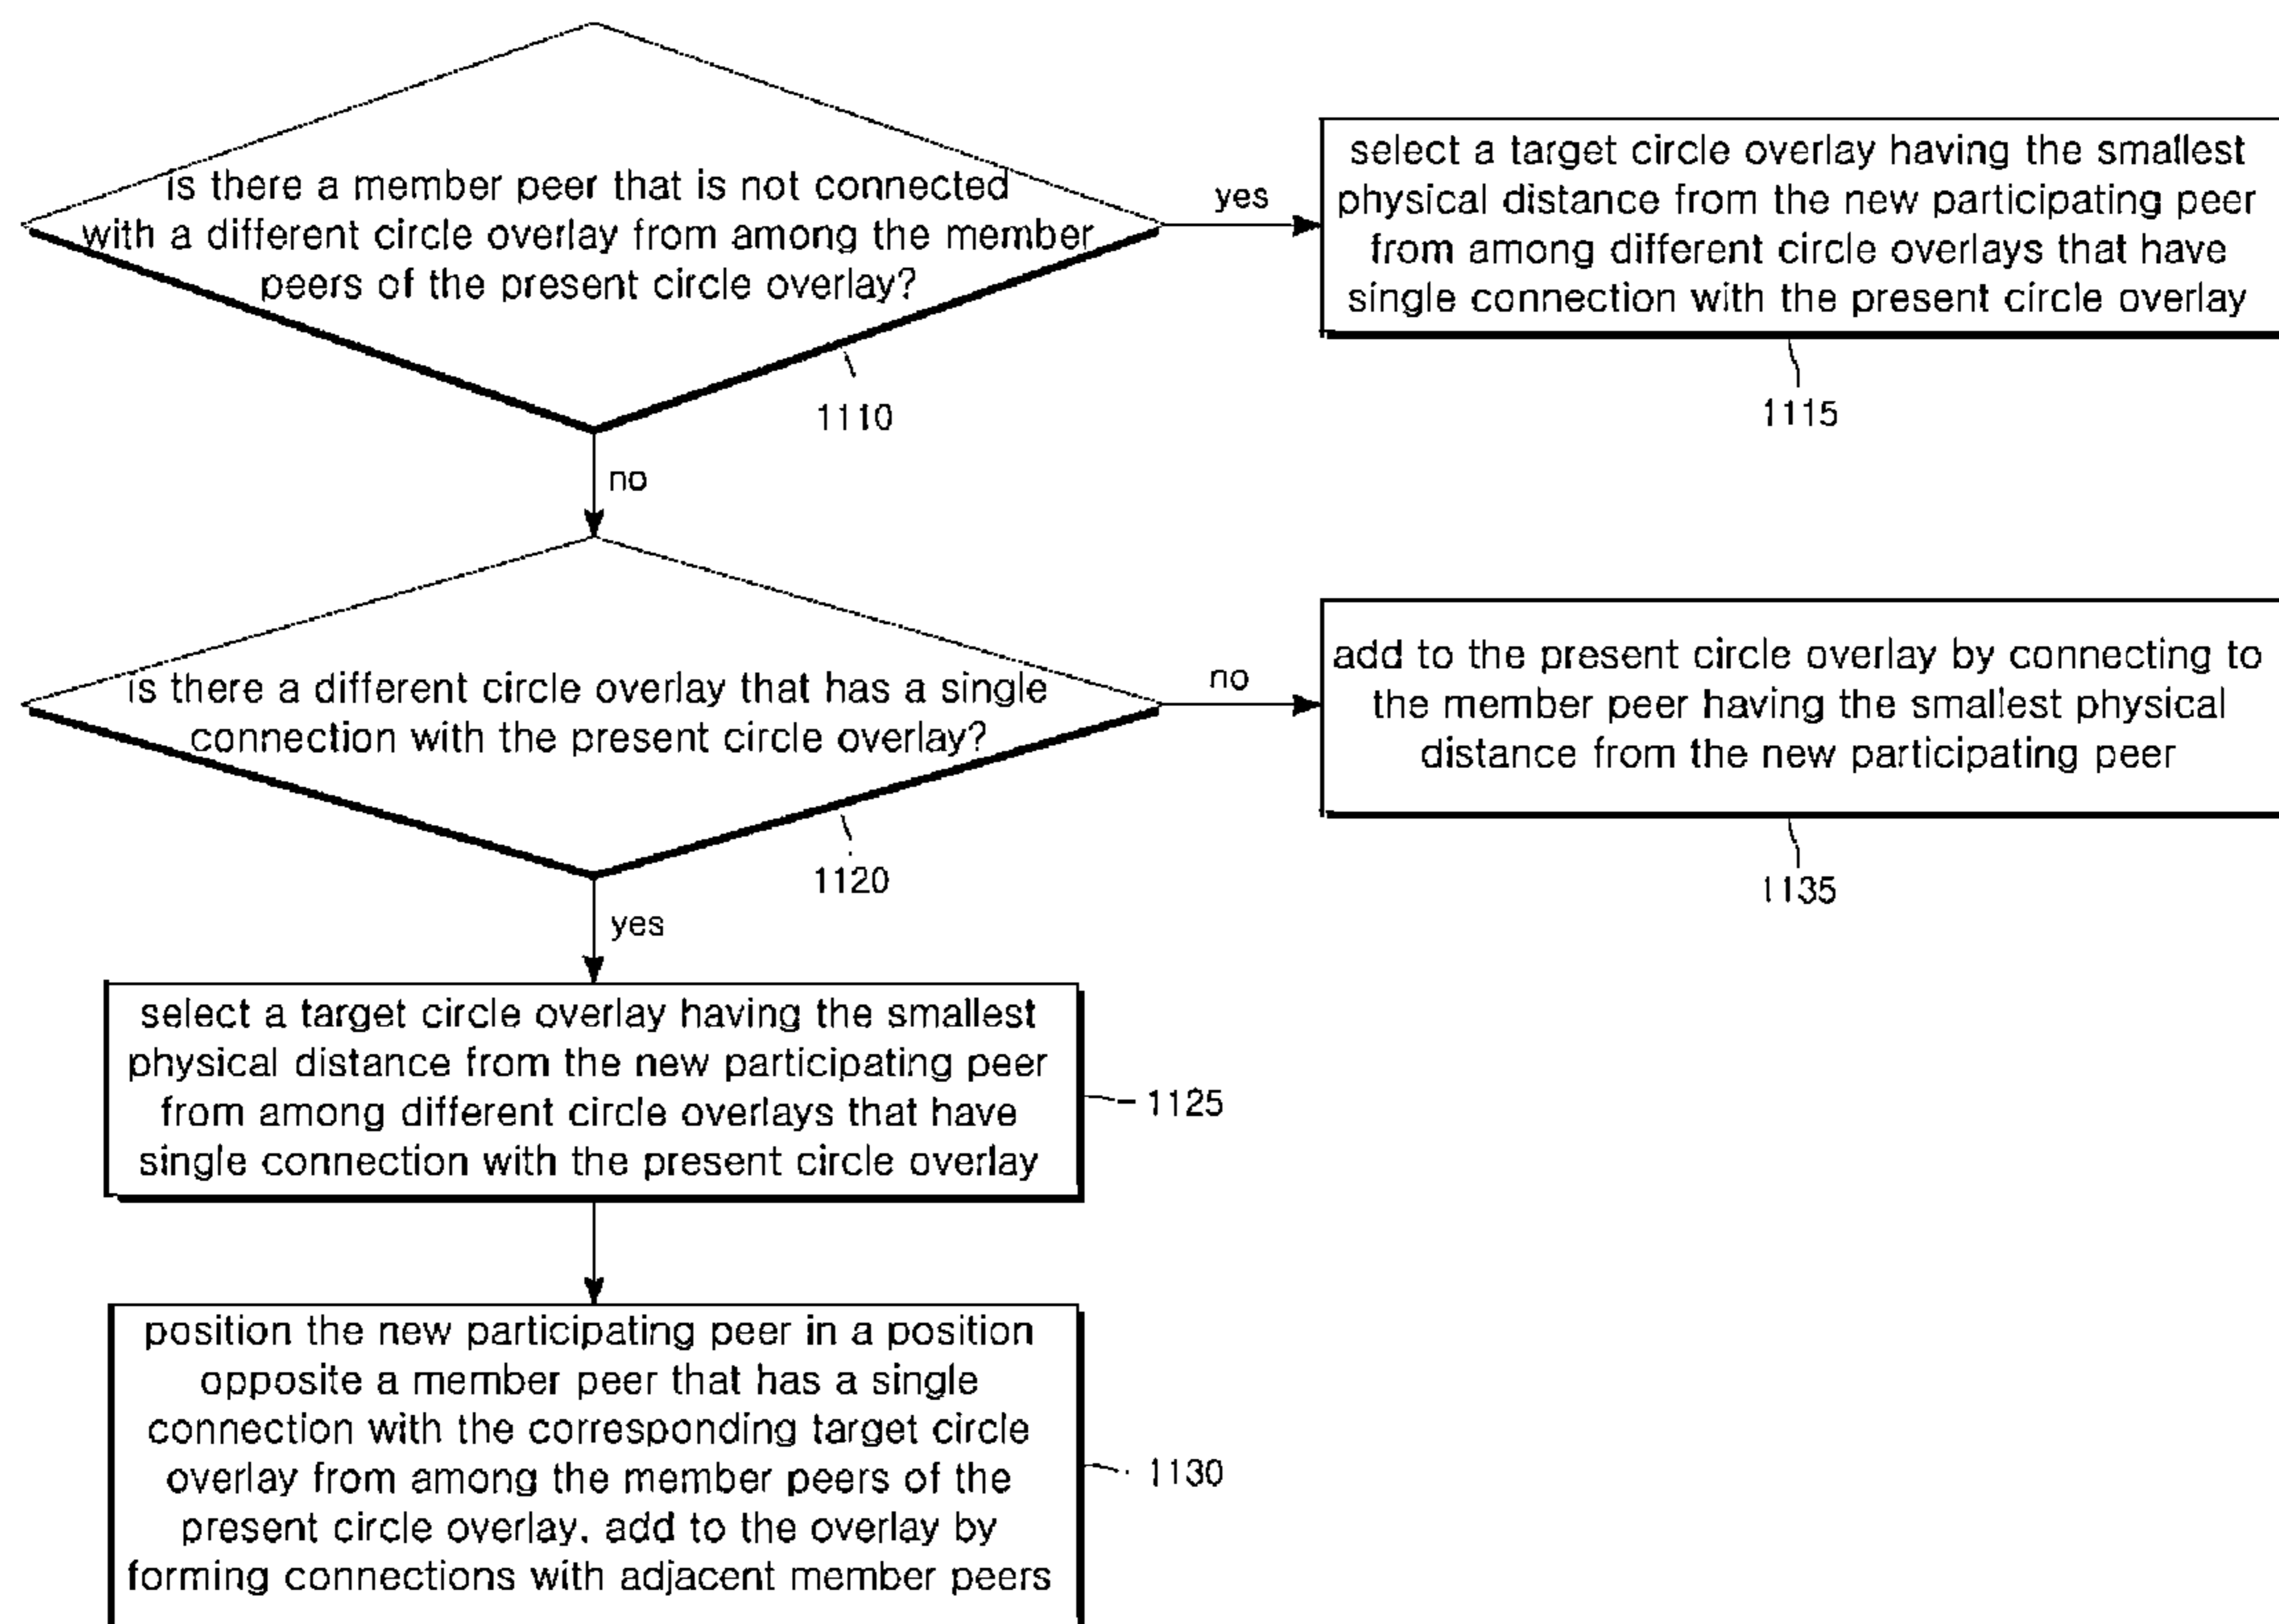 is there a member peer that is not connected
with a different circle overlay from among the member
peers of the present circle overlay?
yes
select a target circle overlay having the smallest
physical distance from the new participating peer
from among different circle overlays that have
single connection with the present circle overlay
1110
1115
no
is there a different circle overlay that has a single
connection with the present circle overlay?
no
add to the present circle overlay by connecting to
the member peer having the smallest physical
distance from the new participating peer
1120
1135
yes
select a target circle overlay having the smallest
physical distance from the new participating peer
from among different circle overlays that have
single connection with the present circle overlay
1125
position the new participating peer in a position
opposite a member peer that has a single
connection with the corresponding target circle
overlay from among the member peers of the
present circle overlay. add to the overlay by
forming connections with adjacent member peers
1130